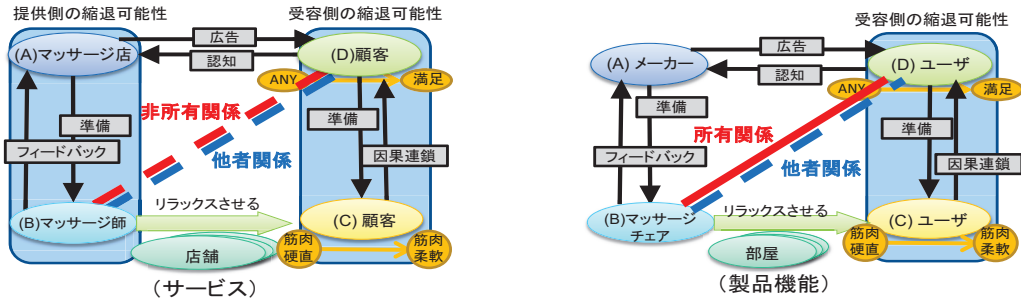 提供側の縮退可能性
受容側の縮退可能性
(A)マッサージ店
広告
認知
(D)顧客
ANY
満足
非所有関係
他者関係
準備
フィードバック
準備
因果連鎖
(B)マッサージ師
リラックスさせる
店舗
(C) 顧客
筋肉
硬直
筋肉
柔軟
（サービス）
受容側の縮退可能性
(A) メーカー
広告
認知
(D) ユーザ
ANY
満足
所有関係
他者関係
準備
フィードバック
準備
因果連鎖
(B)マッサージ
チェア
リラックスさせる
部屋
(C) ユーザ
筋肉
硬直
筋肉
柔軟
（製品機能）